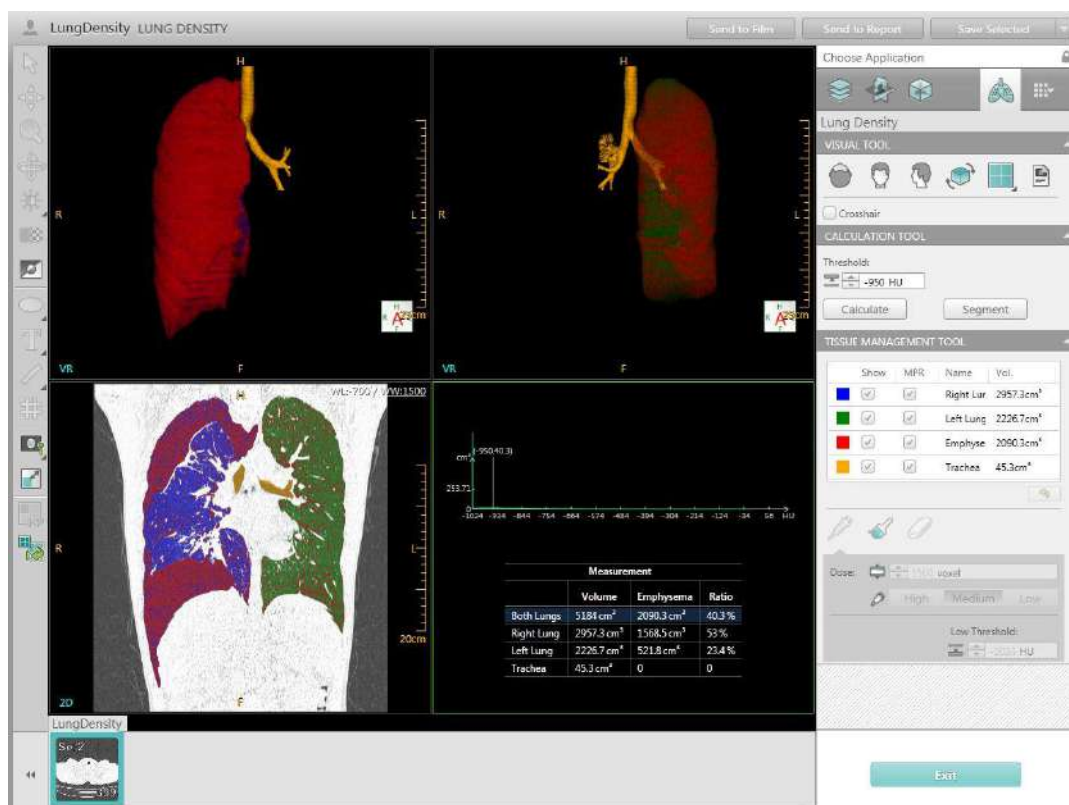 LungDensity LUNG DENSITY
Send to Film
Send to Report
Save Selected
Choose Application
Lung Density
VISUAL TOOL
Crosshair
CALCULATION TOOL
Threshold:
-950 HU
Calculate
Segment
TISSUE MANAGEMENT TOOL
Show MPR Name Vol.
Right Lur 2957.3cm³
Left Lung 2226.7cm³
Emphyse 2090.3cm³
Trachea 45.3cm³
Dose: voxel
High Medium Low
Low Threshold:
HU
H
R
L
A
VR
F
H
R
L
A
VR
F
WW:1500
H
R
L
20cm
2D
F
(-950,40.3)
cm³
253.71
0
-1024 -934 -844 -754 -664 -574 -484 -394 -304 -214 -124 -34 56 HU
Measurement
Volume Emphysema Ratio
Both Lungs 5184 cm³ 2090.3 cm³ 40.3 %
Right Lung 2957.3 cm³ 1568.5 cm³ 53 %
Left Lung 2226.7 cm³ 521.8 cm³ 23.4 %
Trachea 45.3 cm³ 0 0
LungDensity
Se:2
Exit